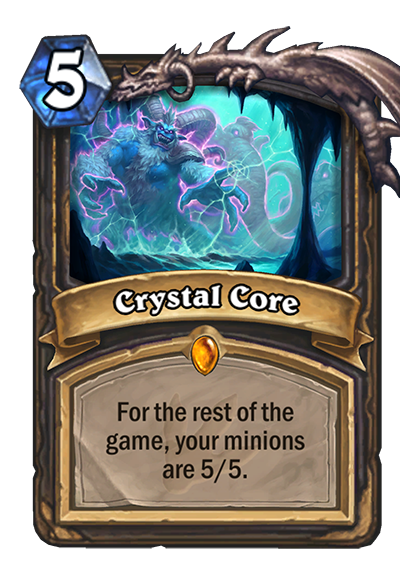 5
Crystal Core
For the rest of the
game, your minions
are 5/5.